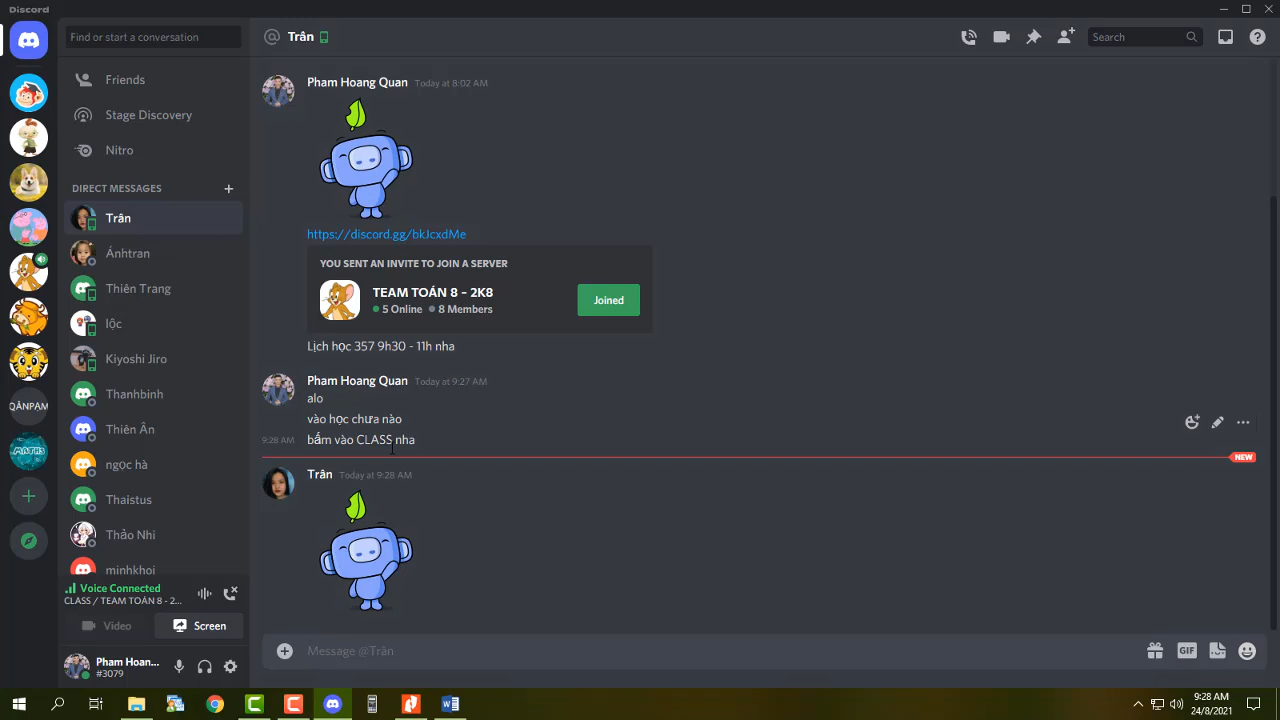 Discord
Find or start a conversation
Friends
Stage Discovery
Nitro
DIRECT MESSAGES
Trân
Ánhtran
Thiên Trang
lộc
Kiyoshi Jiro
Thanhbinh
Thiên Ân
ngọc hà
Thaistus
Thảo Nhi
minhkhoi
QÂNPẠM
MATHS
Voice Connected
CLASS / TEAM TOÁN 8 - 2...
Video
Screen
Pham Hoan...
#3079
Trân
Search
Pham Hoang Quan Today at 8:02 AM
https://discord.gg/bkJcxdMe
YOU SENT AN INVITE TO JOIN A SERVER
TEAM TOÁN 8 - 2K8
5 Online 8 Members
Joined
Lịch học 357 9h30 - 11h nha
Pham Hoang Quan Today at 9:27 AM
alo
vào học chưa nào
9:28 AM bấm vào CLASS nha
NEW
Trân Today at 9:28 AM
Message @Trân
GIF
9:28 AM
24/8/2021